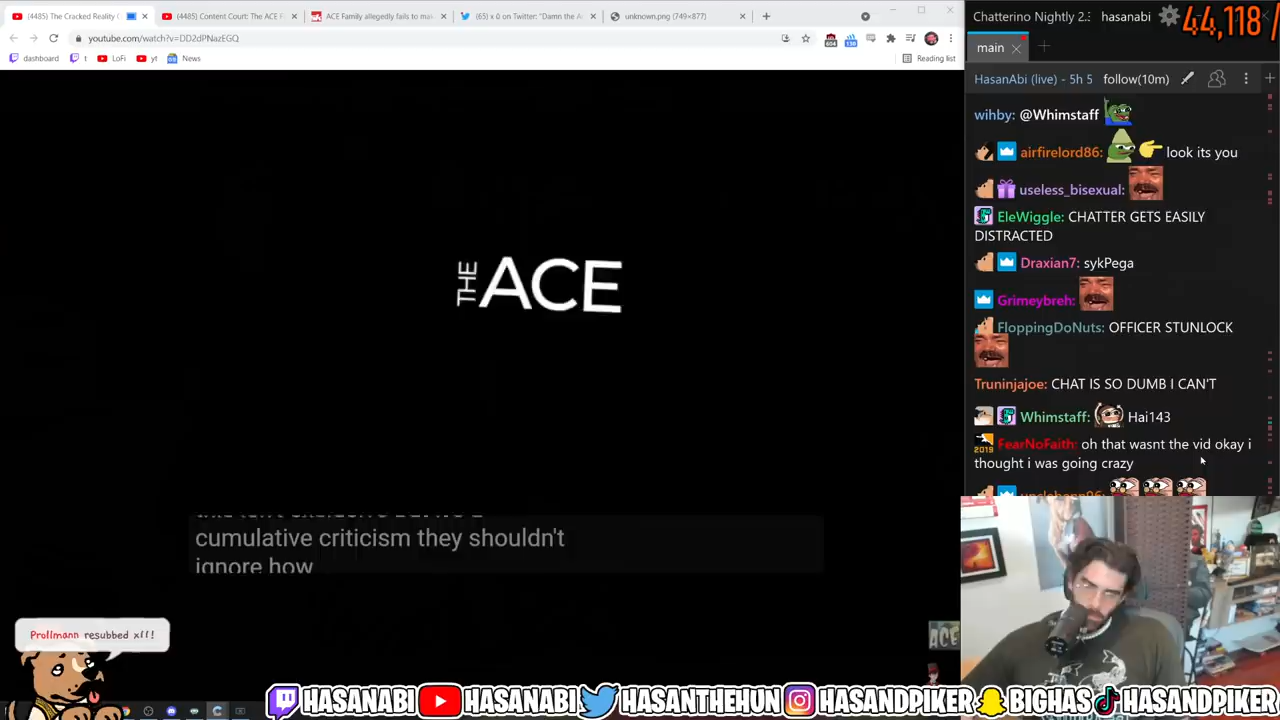 (4485) The Cracked Reality (
(4485) Content Court: The ACE F
ACE Family allegedly fails to mak
(65) x û on Twitter: "Damn the A
unknown.png (749×877)
youtube.com/watch?v=DD2dPNazEGQ
dashboard
t
LoFi
yt
News
Reading list
THE ACE
cumulative criticism they shouldn't
ignore how
Prollmann resubbed x11!
ACE
Chatterino Nightly 2.
hasanabi
44,118 /
main
HasanAbi (live) - 5h 5
follow(10m)
wihby: @Whimstaff
airfirelord86: look its you
useless_bisexual:
EleWiggle: CHATTER GETS EASILY
DISTRACTED
Draxian7: sykPega
Grimeybreh:
FloppingDoNuts: OFFICER STUNLOCK
Truninjajoe: CHAT IS SO DUMB I CAN'T
Whimstaff: Hai143
2019 FearNoFaith: oh that wasnt the vid okay i
thought i was going crazy
HASANABI HASANABI HASANTHEHUN HASANDPIKER BIGHAS HASANDPIKER